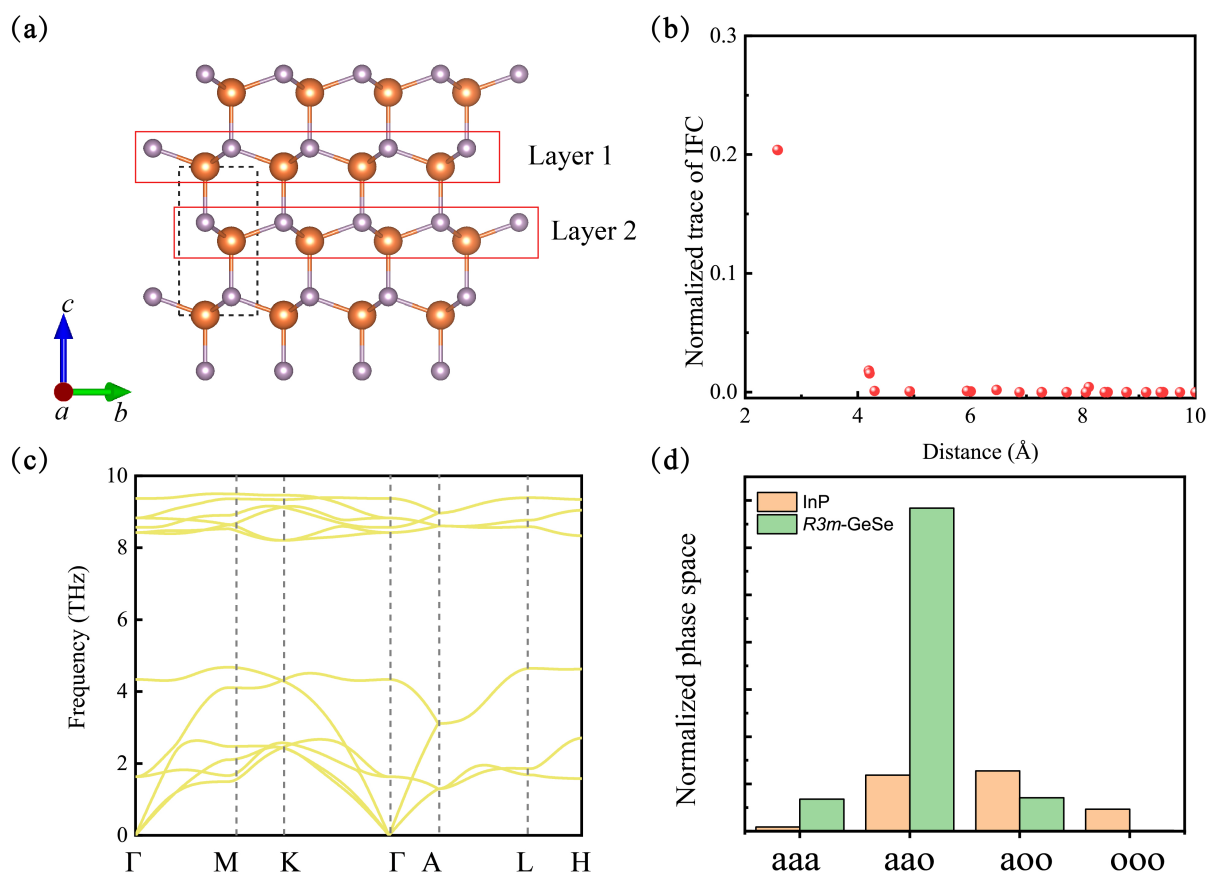 (a)
Layer 1
Layer 2
c
a
b
(b)
Normalized trace of IFC
0.3
0.2
0.1
0.0
2
4
6
8
10
Distance (Å)
(c)
Frequency (THz)
10
8
6
4
2
0
Γ
M
K
Γ
A
L
H
(d)
Normalized phase space
InP
R3m-GeSe
aaa
aao
aoo
ooo